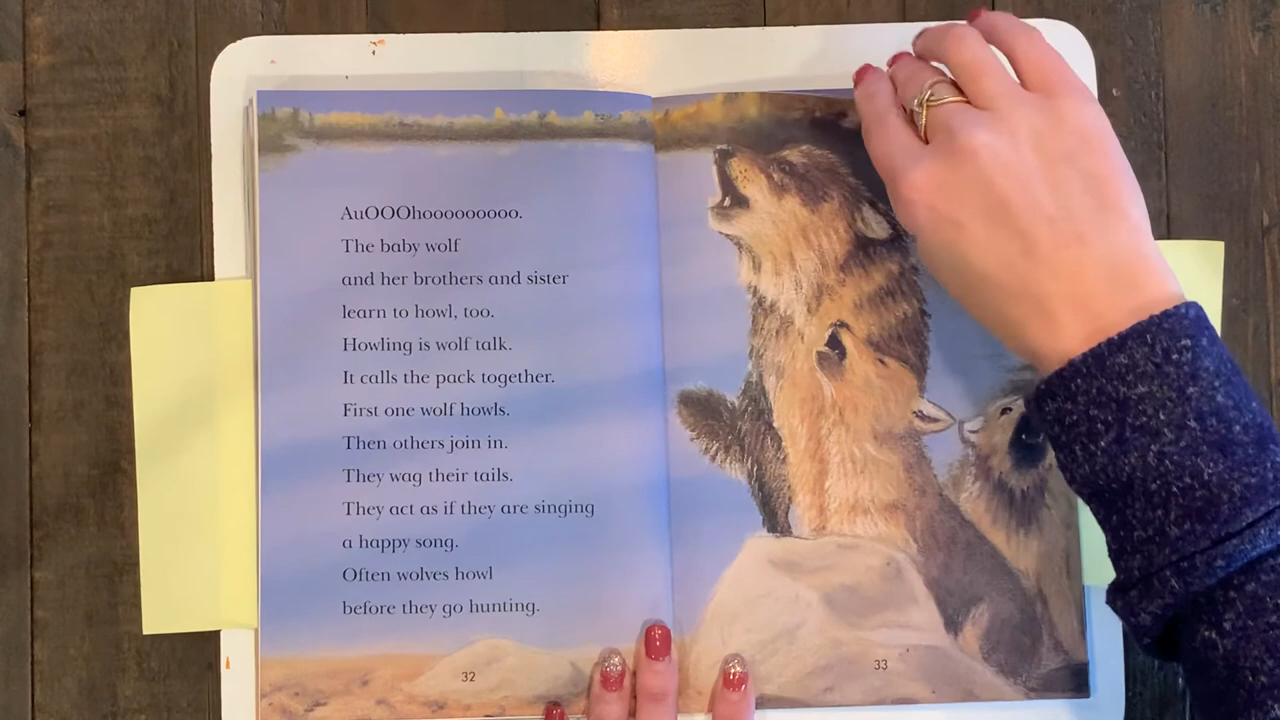 AuOOOhooooooooo.
The baby wolf
and her brothers and sister
learn to howl, too.
Howling is wolf talk.
It calls the pack together.
First one wolf howls.
Then others join in.
They wag their tails.
They act as if they are singing
a happy song.
Often wolves howl
before they go hunting.
32
33